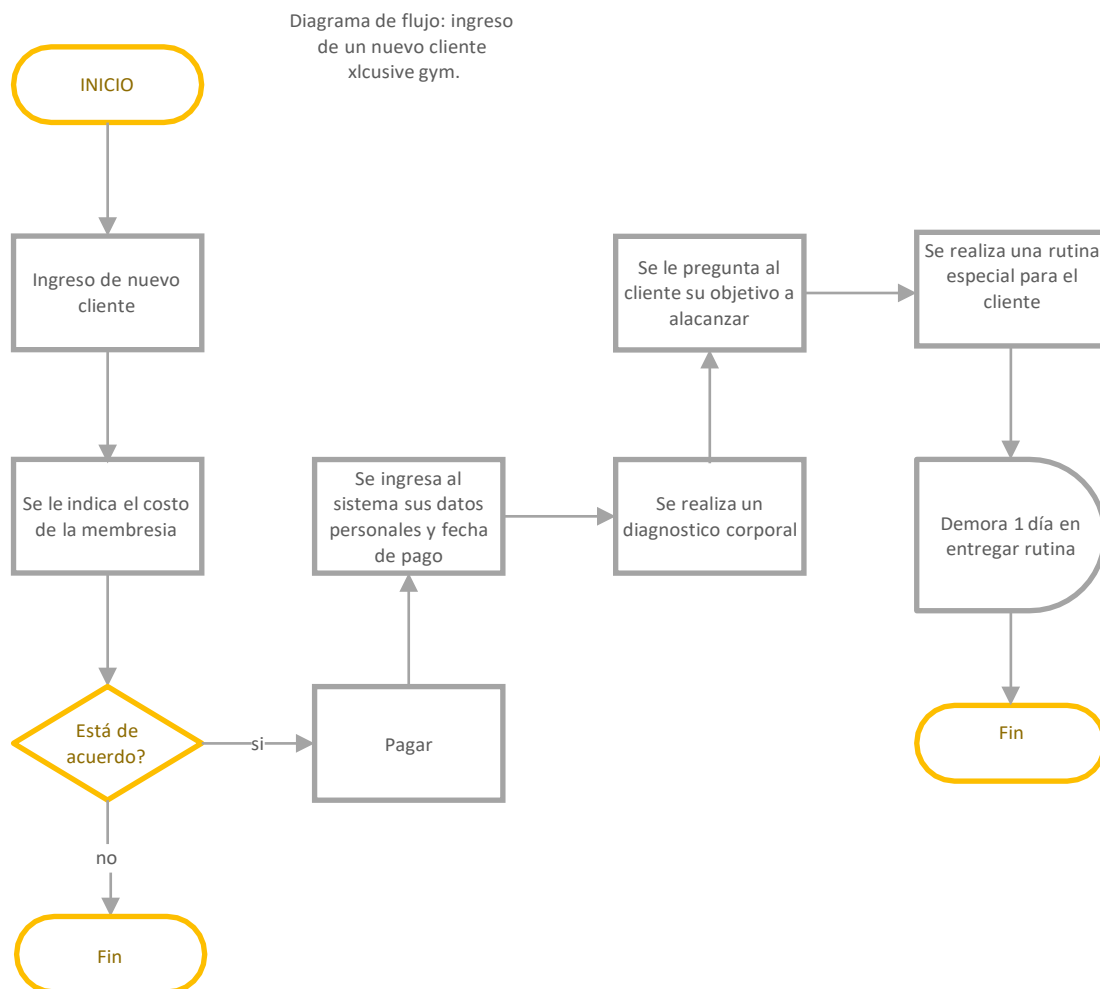 Diagrama de flujo: ingreso
de un nuevo cliente
xlcusive gym.
INICIO
Ingreso de nuevo
cliente
Se le indica el costo
de la membresia
Está de
acuerdo?
si
no
Fin
Pagar
Se ingresa al
sistema sus datos
personales y fecha
de pago
Se realiza un
diagnostico corporal
Se le pregunta al
cliente su objetivo a
alacanzar
Se realiza una rutina
especial para el
cliente
Demora 1 día en
entregar rutina
Fin